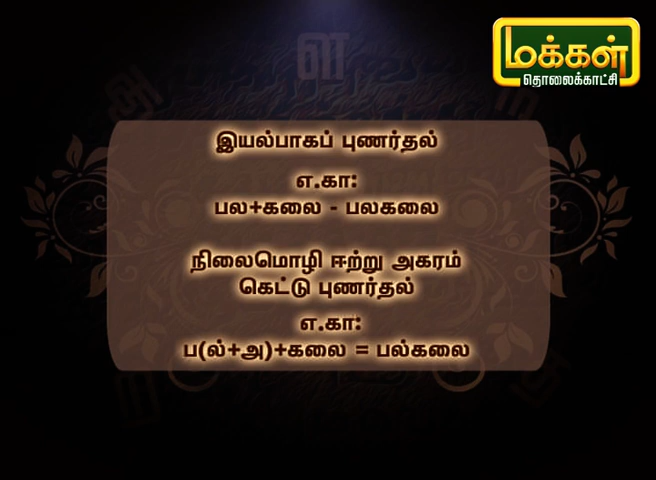 மக்கள்
தொலைக்காட்சி
இயல்பாகப் புணர்தல்
எ.கா:
பல+கலை - பலகலை
நிலைமொழி ஈற்று அகரம்
கெட்டு புணர்தல்
எ.கா:
ப(ல்+அ)+கலை = பல்கலை